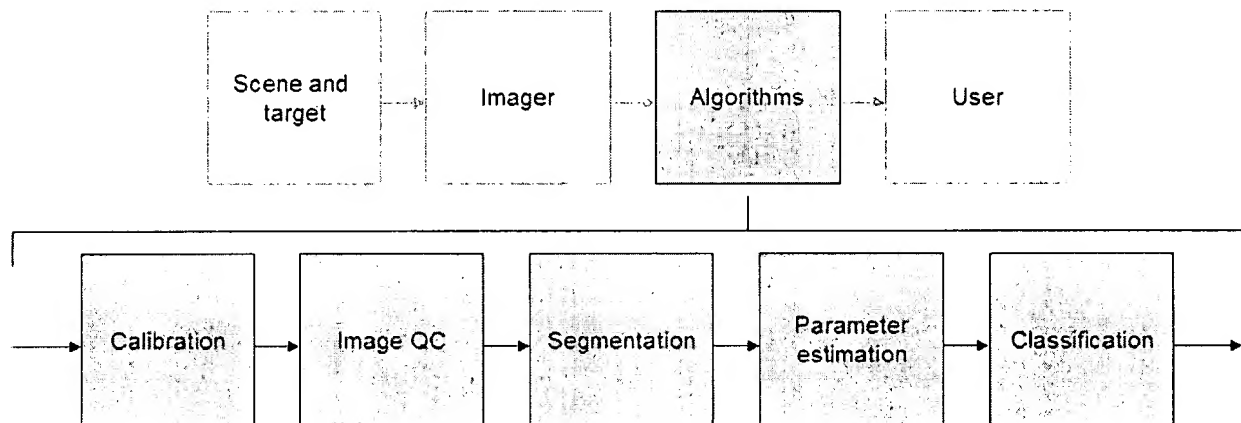 Scene and
target
Imager
Algorithms
User
Calibration
Image QC
Segmentation
Parameter
estimation
Classification